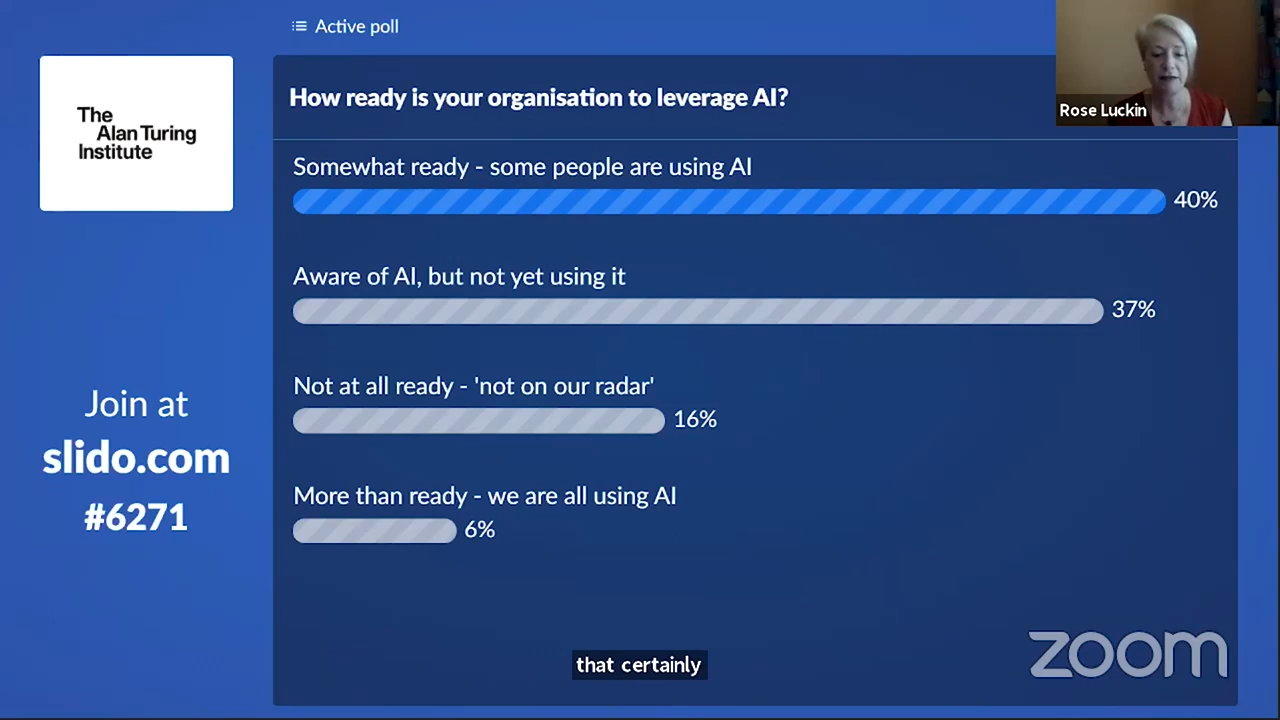 Active poll
The
Alan Turing
Institute
Join at
slido.com
#6271
How ready is your organisation to leverage AI?
Somewhat ready - some people are using AI
40%
Aware of AI, but not yet using it
37%
Not at all ready - 'not on our radar'
16%
More than ready - we are all using AI
6%
Rose Luckin
that certainly
zoom